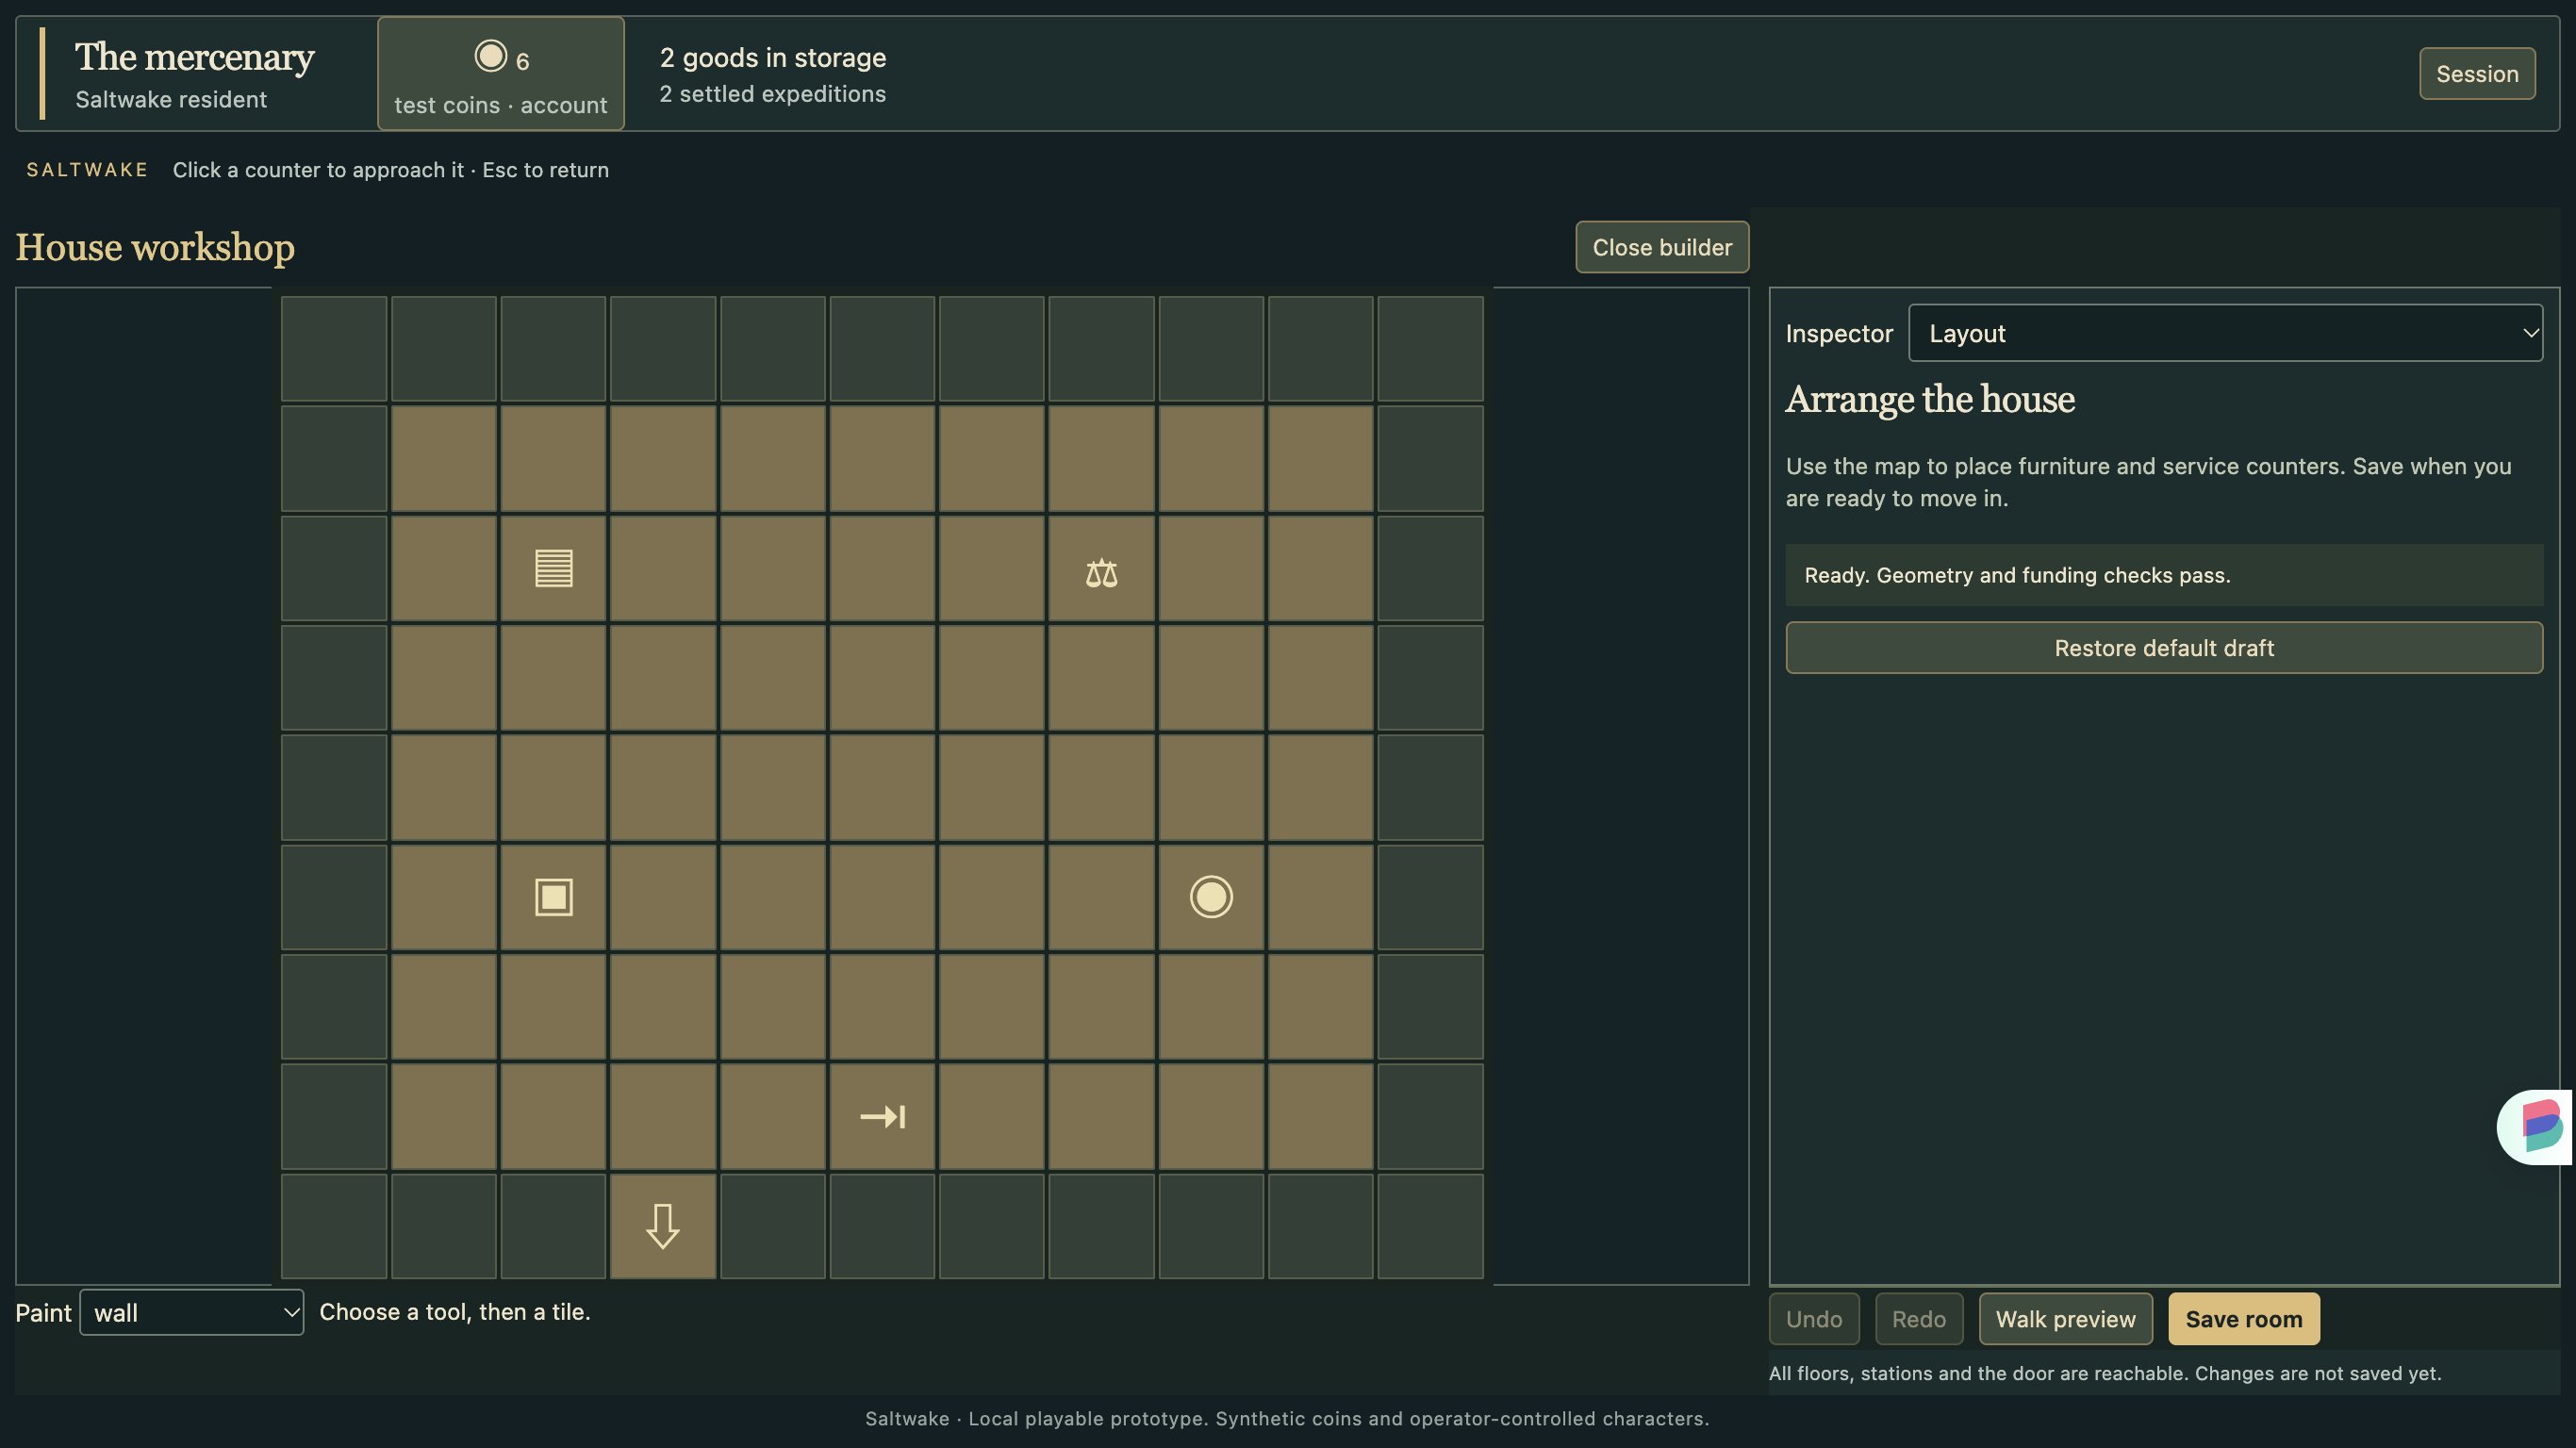 The mercenary
Saltwake resident
6
test coins · account
2 goods in storage
2 settled expeditions
Session
SALTWAKE Click a counter to approach it · Esc to return
House workshop
Close builder
Inspector Layout
Arrange the house
Use the map to place furniture and service counters. Save when you
are ready to move in.
Ready. Geometry and funding checks pass.
Restore default draft
Paint wall Choose a tool, then a tile.
Undo Redo Walk preview Save room
All floors, stations and the door are reachable. Changes are not saved yet.
Saltwake · Local playable prototype. Synthetic coins and operator-controlled characters.